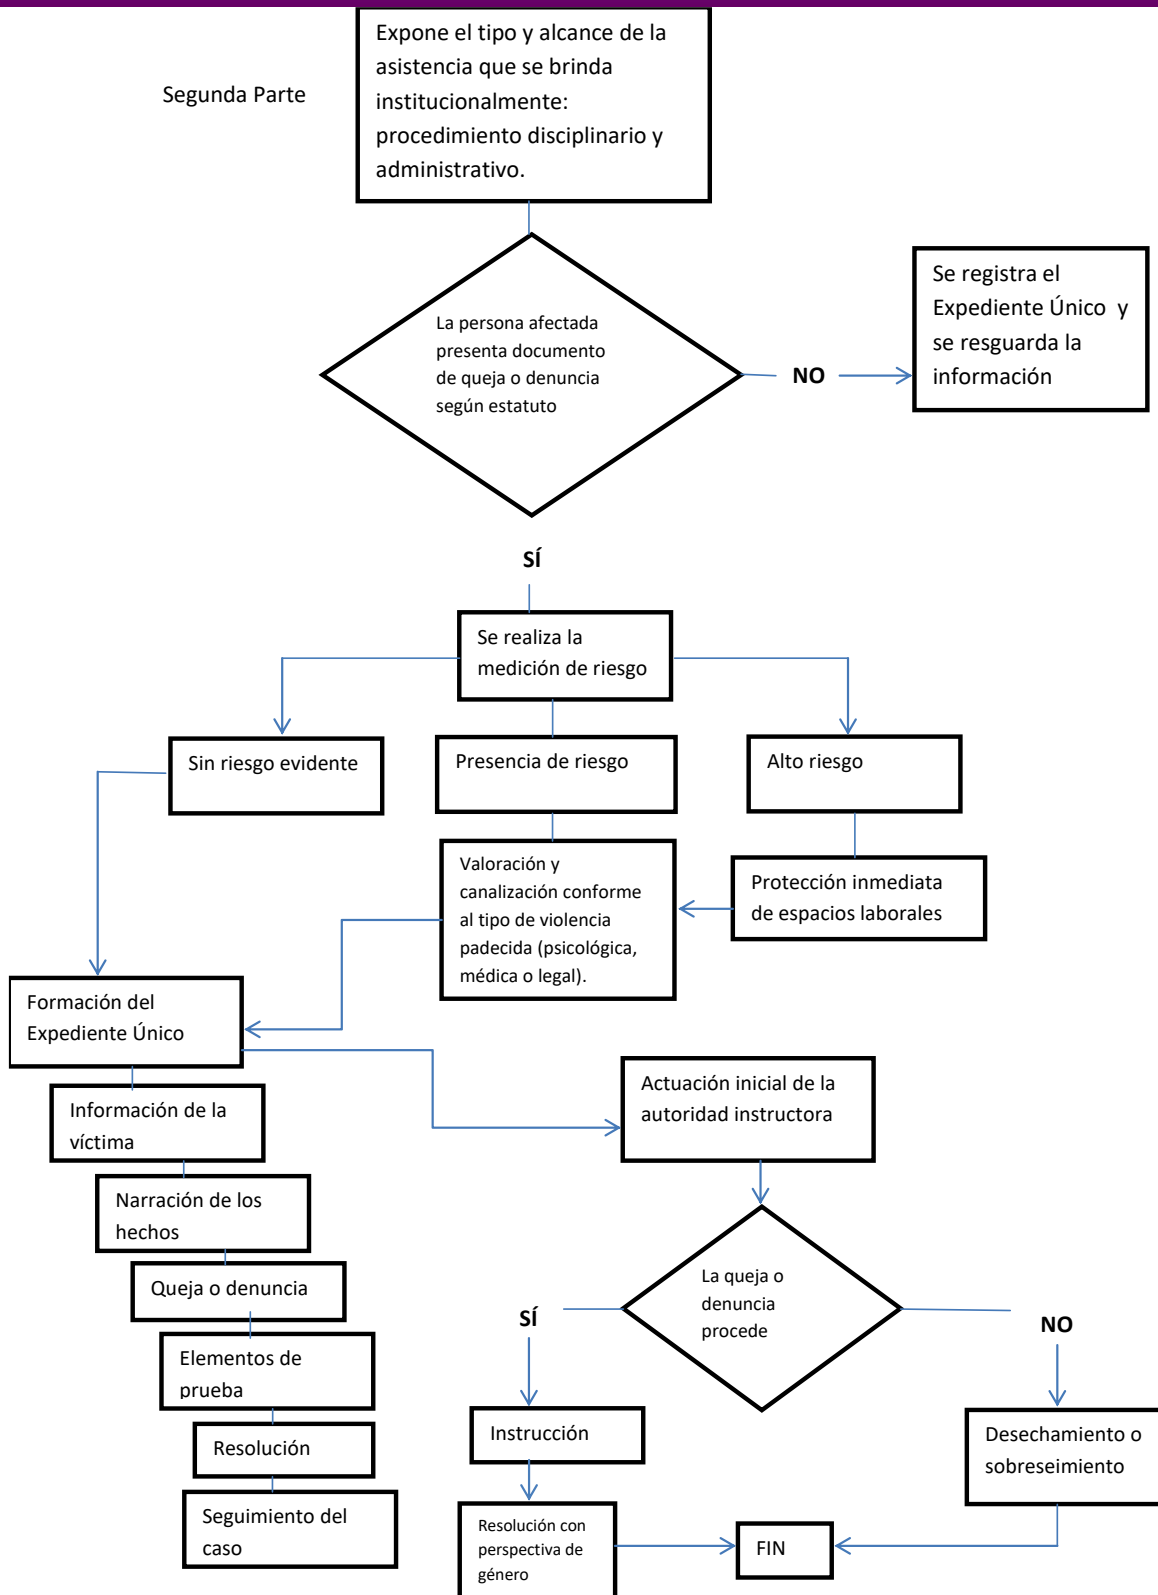 Segunda Parte
Expone el tipo y alcance de la
asistencia que se brinda
institucionalmente:
procedimiento disciplinario y
administrativo.
La persona afectada
presenta documento
de queja o denuncia
según estatuto
NO
Se registra el
Expediente Único y
se resguarda la
información
SÍ
Se realiza la
medición de riesgo
Sin riesgo evidente
Presencia de riesgo
Alto riesgo
Valoración y
canalización conforme
al tipo de violencia
padecida (psicológica,
médica o legal).
Protección inmediata
de espacios laborales
Formación del
Expediente Único
Información de la
víctima
Narración de los
hechos
Queja o denuncia
Elementos de
prueba
Resolución
Seguimiento del
caso
Actuación inicial de la
autoridad instructora
La queja o
denuncia
procede
SÍ
NO
Instrucción
Desechamiento o
sobreseimiento
Resolución con
perspectiva de
género
FIN